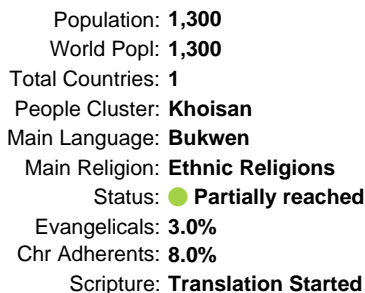 Population: 1,300
World Popl: 1,300
Total Countries: 1
People Cluster: Khoisan
Main Language: Bukwen
Main Religion: Ethnic Religions
Status: Partially reached
Evangelicals: 3.0%
Chr Adherents: 8.0%
Scripture: Translation Started